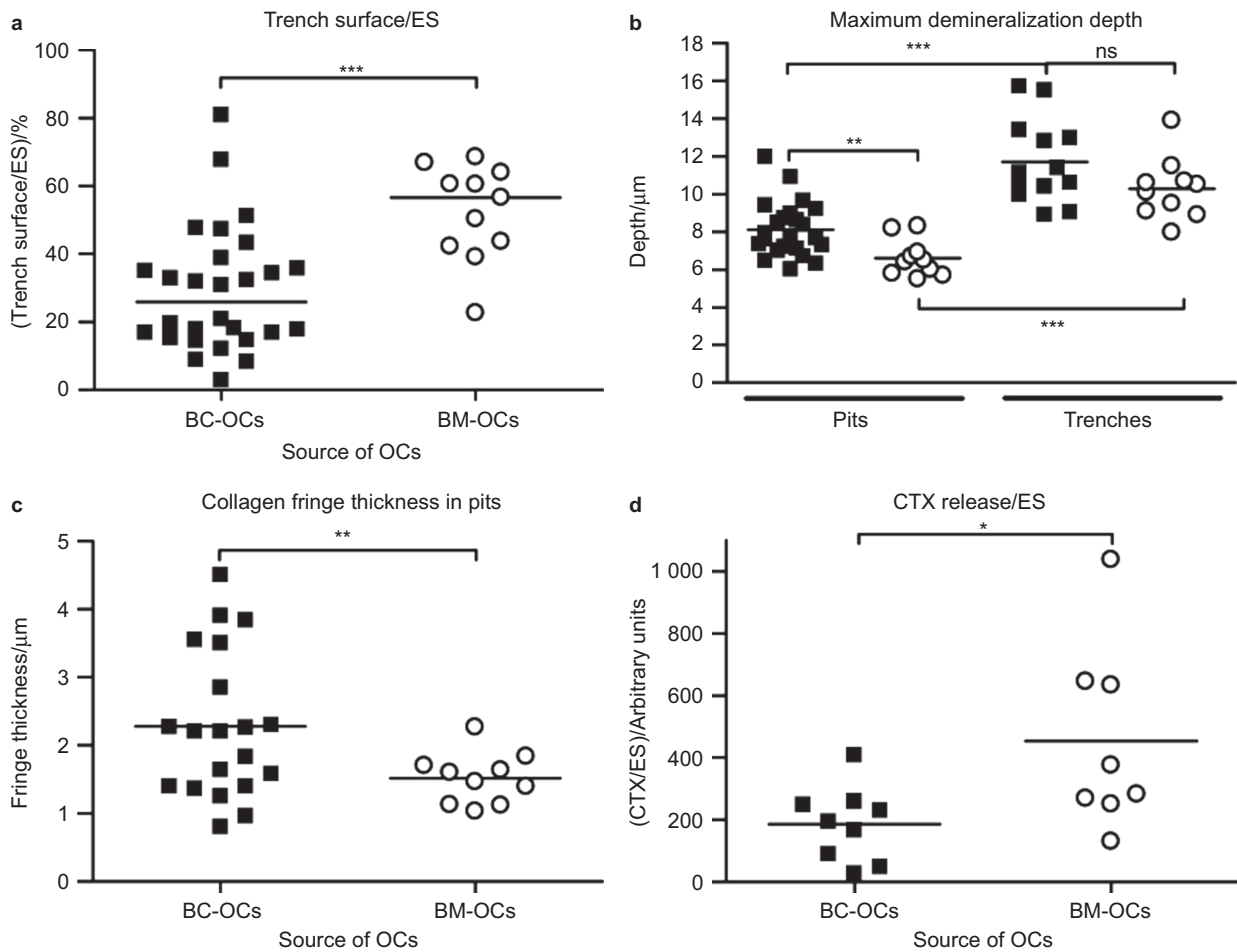 a
Trench surface/ES
(Trench surface/ES)/%
100
80
60
40
20
0
***
BC-OCs
BM-OCs
Source of OCs
b
Maximum demineralization depth
Depth/μm
18
16
14
12
10
8
6
4
2
0
***
ns
**
***
Pits
Trenches
c
Collagen fringe thickness in pits
Fringe thickness/μm
5
4
3
2
1
0
**
BC-OCs
BM-OCs
Source of OCs
d
CTX release/ES
(CTX/ES)/Arbitrary units
1 000
800
600
400
200
0
*
BC-OCs
BM-OCs
Source of OCs